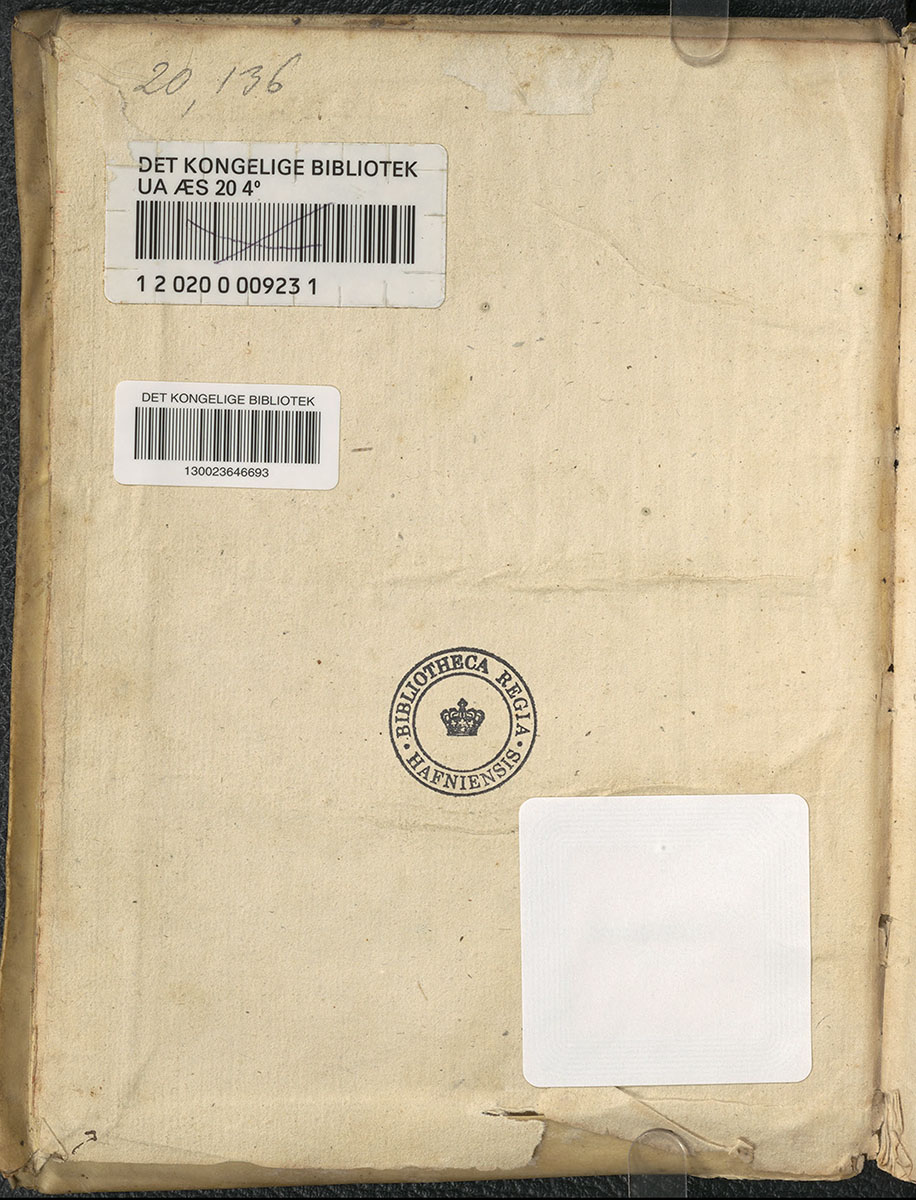 20,136
DET KONGELIGE BIBLIOTEK
UA ÆS 20 4º
1 2 020 0 00923 1
DET KONGELIGE BIBLIOTEK
130023646693
· BIBLIOTHECA REGIA ·
HAFNIENSIS